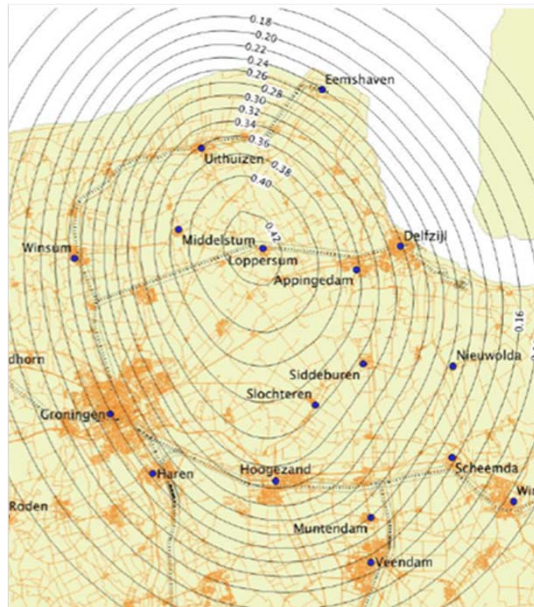 0.18
0.20
0.22
0.24
0.26
0.28
0.30
0.32
0.34
0.36
0.38
0.40
0.42
Eemshaven
Uithuizen
Middelstum
Delfzijl
Winsum
Loppersum
Appingedam
0.16
dhorn
Nieuwolda
Siddeburen
Slochteren
Groningen
Scheemda
Haren
Hoogezand
Roden
Win
Muntendam
Veendam